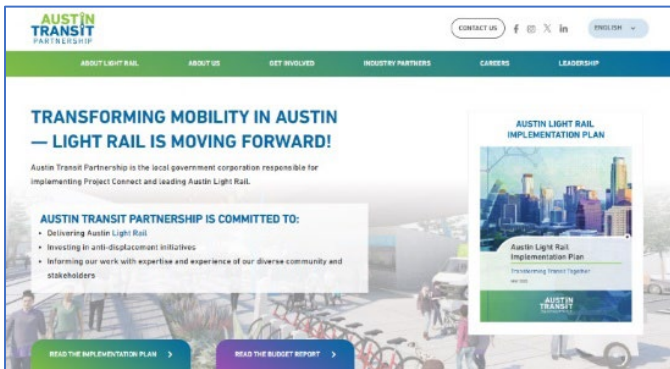 AUSTIN
TRANSIT
PARTNERSHIP
CONTACT US
ENGLISH
ABOUT LIGHT RAIL
ABOUT US
GET INVOLVED
INDUSTRY PARTNERS
CAREERS
LEADERSHIP
TRANSFORMING MOBILITY IN AUSTIN
— LIGHT RAIL IS MOVING FORWARD!
Austin Transit Partnership is the local government corporation responsible for
implementing Project Connect and leading Austin Light Rail.
AUSTIN TRANSIT PARTNERSHIP IS COMMITTED TO:
• Delivering Austin Light Rail
• Investing in anti-displacement initiatives
• Informing our work with expertise and experience of our diverse community and
stakeholders
READ THE IMPLEMENTATION PLAN
READ THE BUDGET REPORT
AUSTIN LIGHT RAIL
IMPLEMENTATION PLAN
Austin Light Rail
Implementation Plan
Transforming Transit Together
AUSTIN
TRANSIT